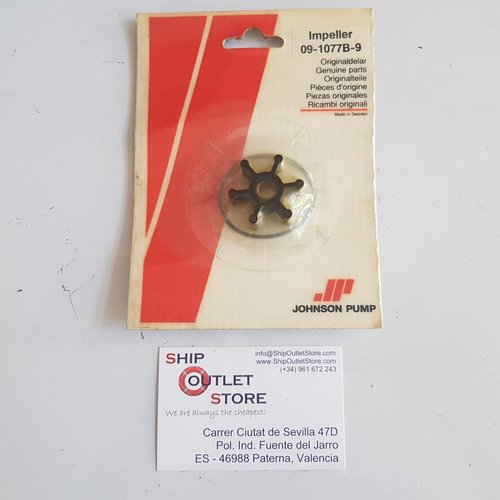 Impeller
09-1077B-9
Originaldelar
Genuine parts
Originalteile
Pièces d'origine
Piezas originales
Ricambi originali
Made in Sweden
JOHNSON PUMP
SHIP
OUTLET
STORE
We are always the cheapest!
info@ShipOutletStore.com
www.ShipOutletStore.com
(+34) 961 672 243
Carrer Ciutat de Sevilla 47D
Pol. Ind. Fuente del Jarro
ES - 46988 Paterna, Valencia